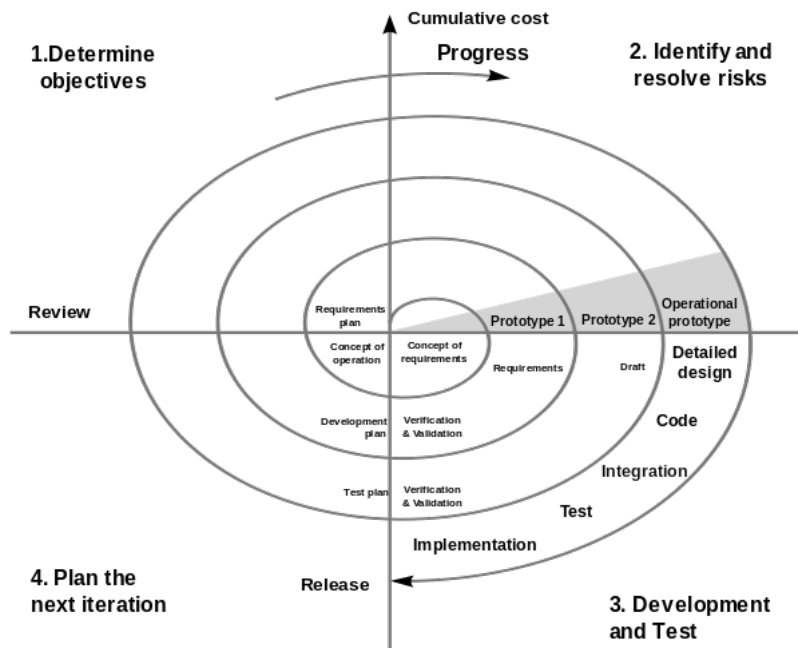 Cumulative cost
1.Determine
objectives
Progress
2. Identify and
resolve risks
Review
Requirements
plan
Prototype 1
Prototype 2
Operational
prototype
Concept of
operation
Concept of
requirements
Requirements
Draft
Detailed
design
Development
plan
Verification
& Validation
Code
Test plan
Verification
& Validation
Integration
Test
Implementation
Release
4. Plan the
next iteration
3. Development
and Test